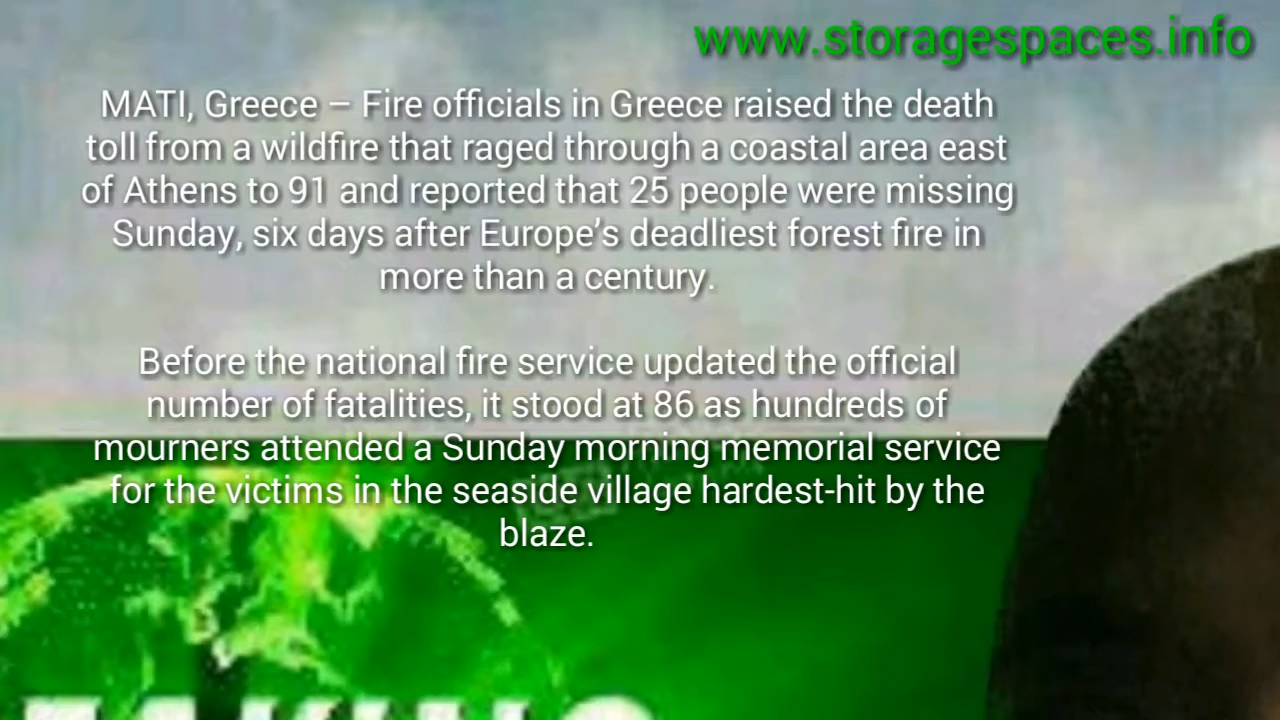 www.storagespaces.info
MATI, Greece – Fire officials in Greece raised the death
toll from a wildfire that raged through a coastal area east
of Athens to 91 and reported that 25 people were missing
Sunday, six days after Europe’s deadliest forest fire in
more than a century.
Before the national fire service updated the official
number of fatalities, it stood at 86 as hundreds of
mourners attended a Sunday morning memorial service
for the victims in the seaside village hardest-hit by the
blaze.